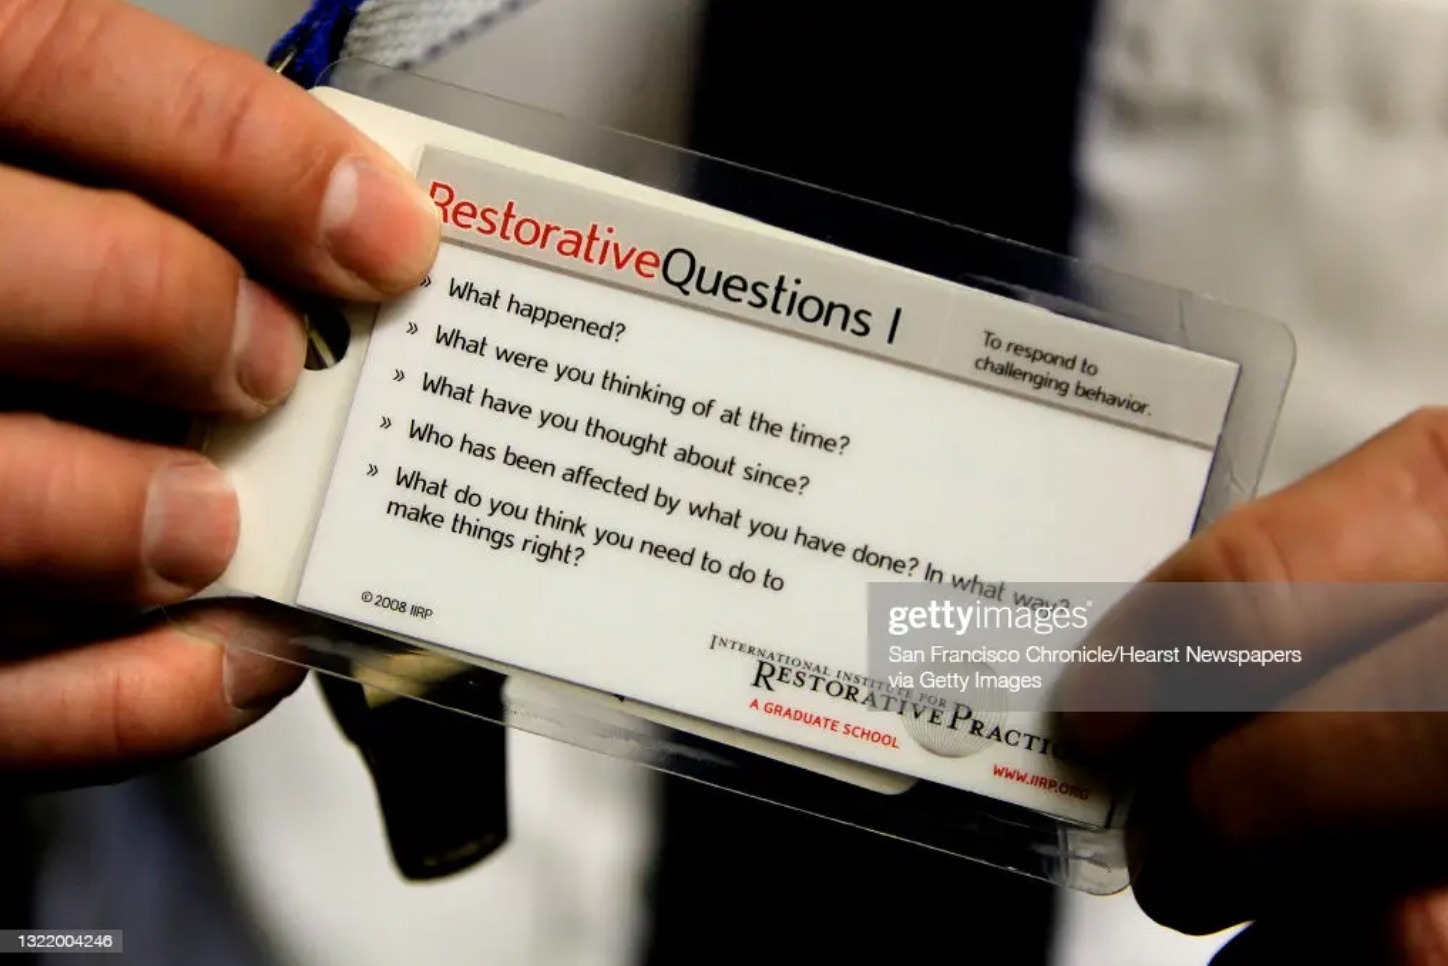 RestorativeQuestions I
To respond to
challenging behavior.
» What happened?
» What were you thinking of at the time?
» What have you thought about since?
» Who has been affected by what you have done? In what way?
» What do you think you need to do to
make things right?
© 2008 IIRP
INTERNATIONAL INSTITUTE FOR
RESTORATIVE PRACTI
A GRADUATE SCHOOL
WWW.IIRP.ORG
gettyimages
San Francisco Chronicle/Hearst Newspapers
via Getty Images
1322004246